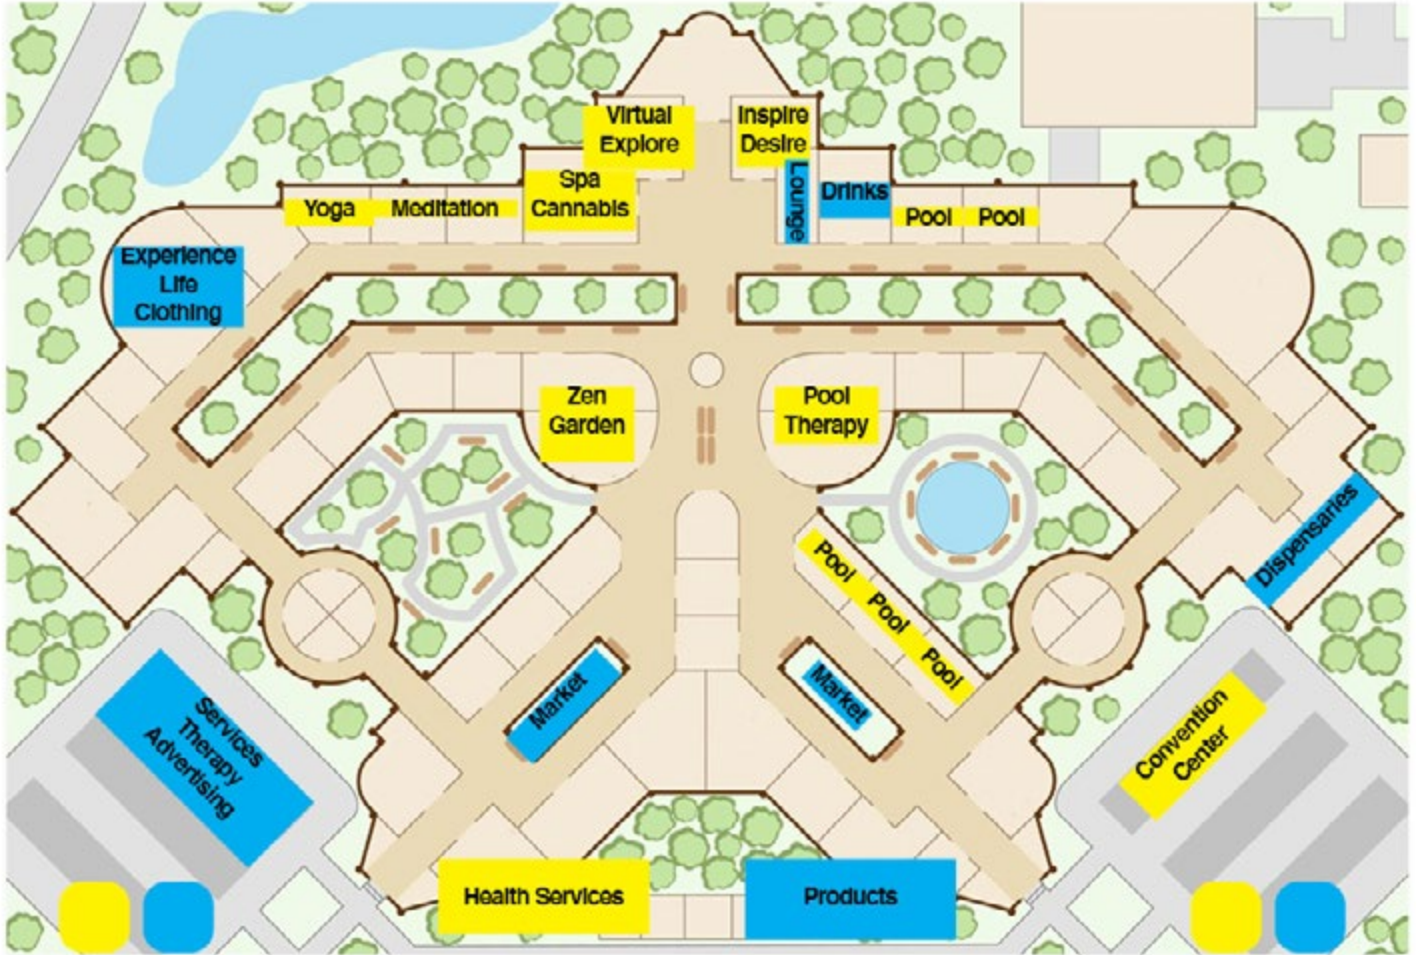 Virtual
Explore
Inspire
Desire
Spa
Cannabis
Lounge
Drinks
Yoga
Meditation
Pool
Pool
Experience
Life
Clothing
Zen
Garden
Pool
Therapy
Dispensaries
Pool
Pool
Pool
Market
Market
Services
Therapy
Advertising
Convention
Center
Health Services
Products